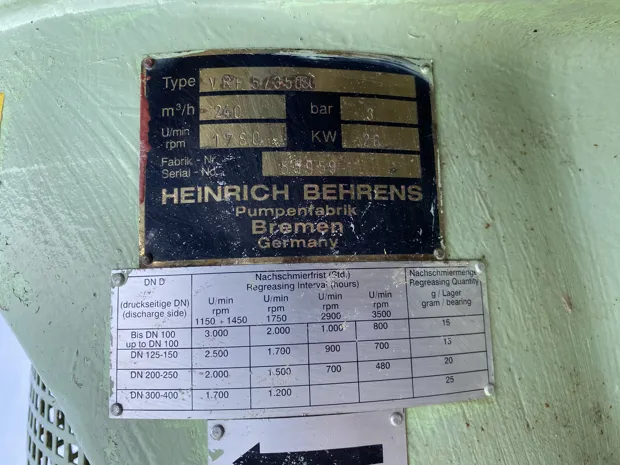 Type
m³/h 240 bar 3
U/min
rpm 1780 KW 26
Fabrik - Nr.
Serial - No.
HEINRICH BEHRENS
Pumpenfabrik
Bremen
Germany
DN D Nachschmierfrist (Std.) Nachschmiermenge
Regreasing Interval (hours) Regreasing Quantity
(druckseitige DN) U/min U/min U/min U/min g / Lager
(discharge side) rpm rpm rpm rpm gram / bearing
1150 + 1450 1750 2900 3500
Bis DN 100 3.000 2.000 1.000 800 15
up to DN 100
DN 125-150 2.500 1.700 900 700 13
DN 200-250 2.000 1.500 700 480 20
DN 300-400 1.700 1.200 25